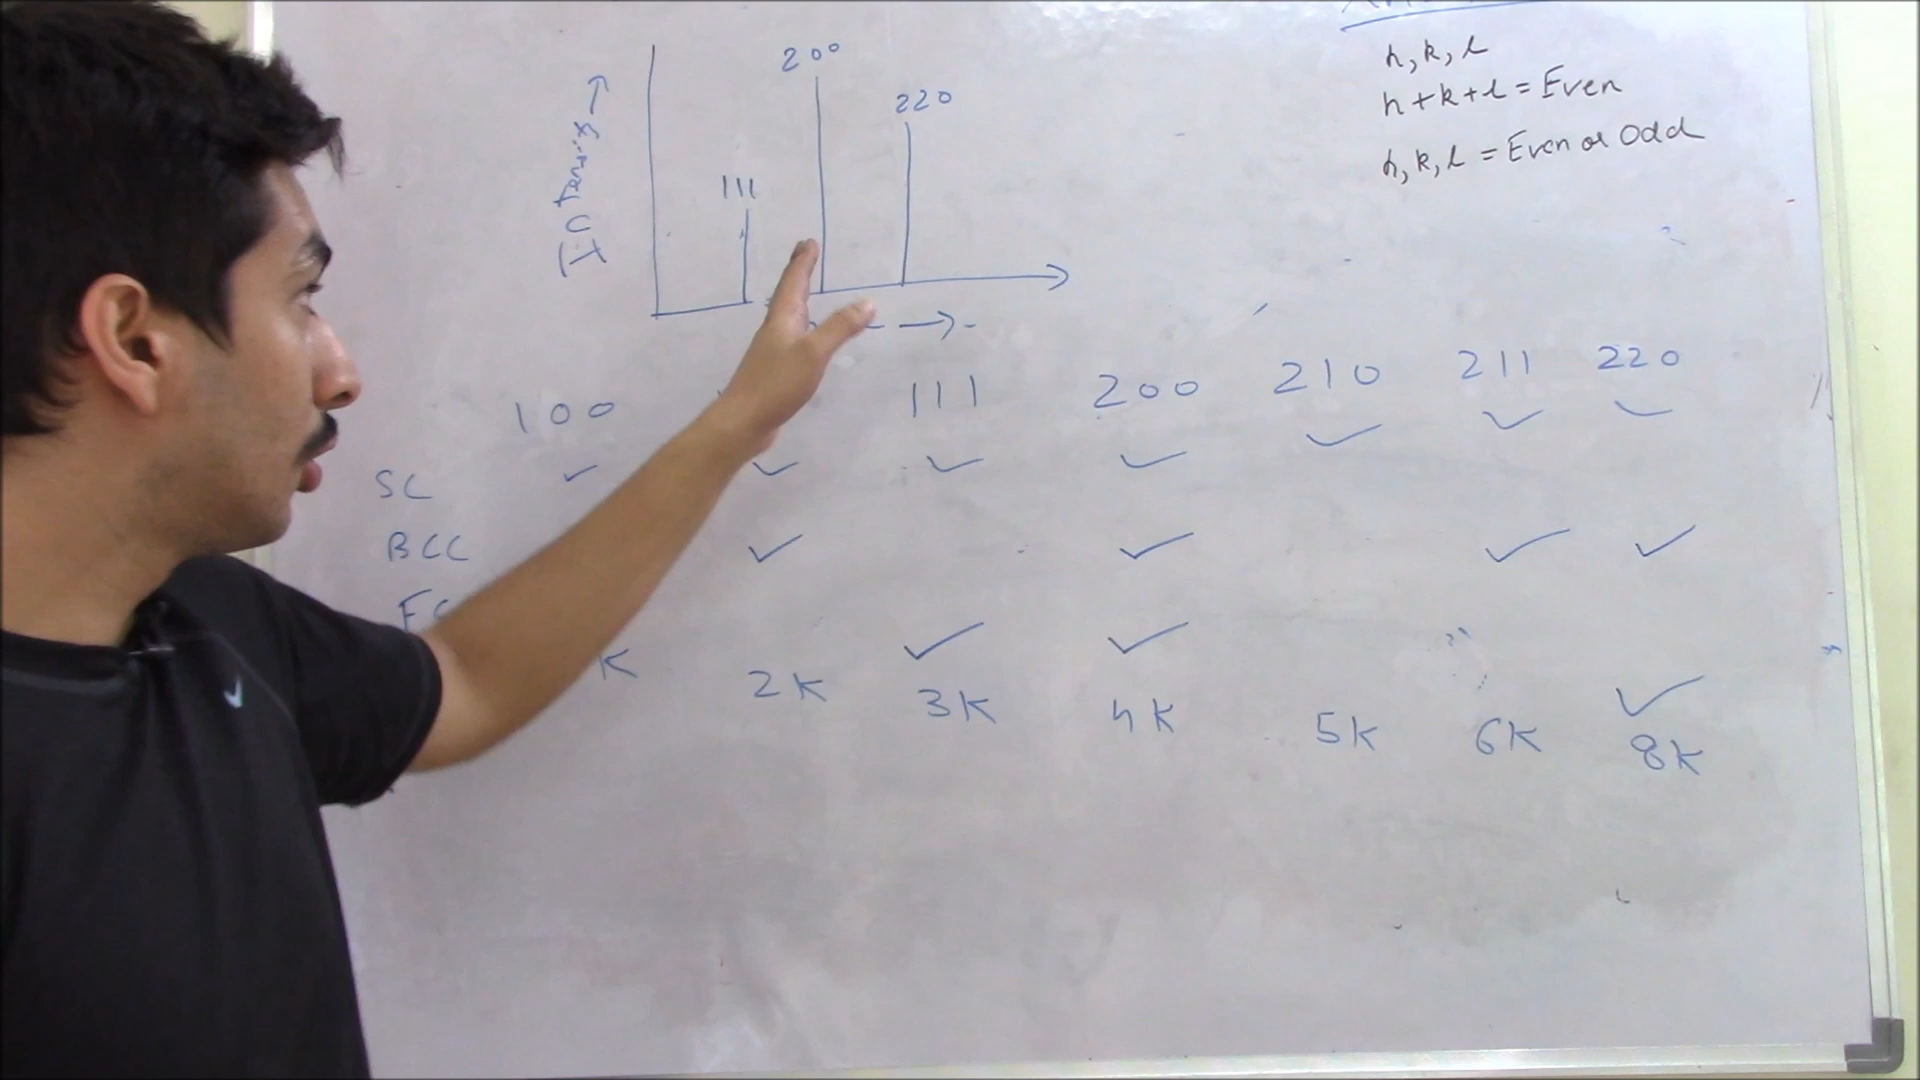 h, k, l
h + k + l = Even
h, k, l = Even or Odd
200
220
111
Intensity →
100 111 200 210 211 220
SC ✓ ✓ ✓ ✓ ✓ ✓ ✓
BCC ✓ ✓ ✓ ✓
FC ✓ ✓ ✓
K 2K 3K 4K 5K 6K 8K